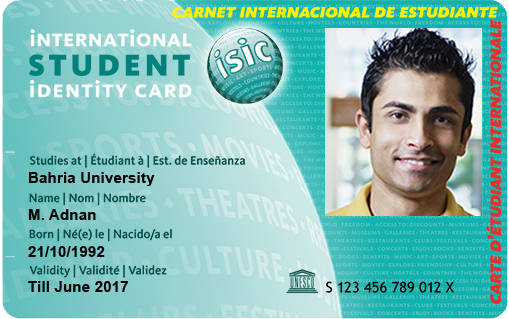 CARNET INTERNACIONAL DE ESTUDIANTE
INTERNATIONAL
STUDENT
IDENTITY CARD
isic
CARTE D'ETUDIANT INTERNATIONALE
Studies at | Étudiant à | Est. de Enseñanza
Bahria University
Name | Nom | Nombre
M. Adnan
Born | Né(e) le | Nacido/a el
21/10/1992
Validity | Validité | Validez
Till June 2017
UNESCO
S 123 456 789 012 X